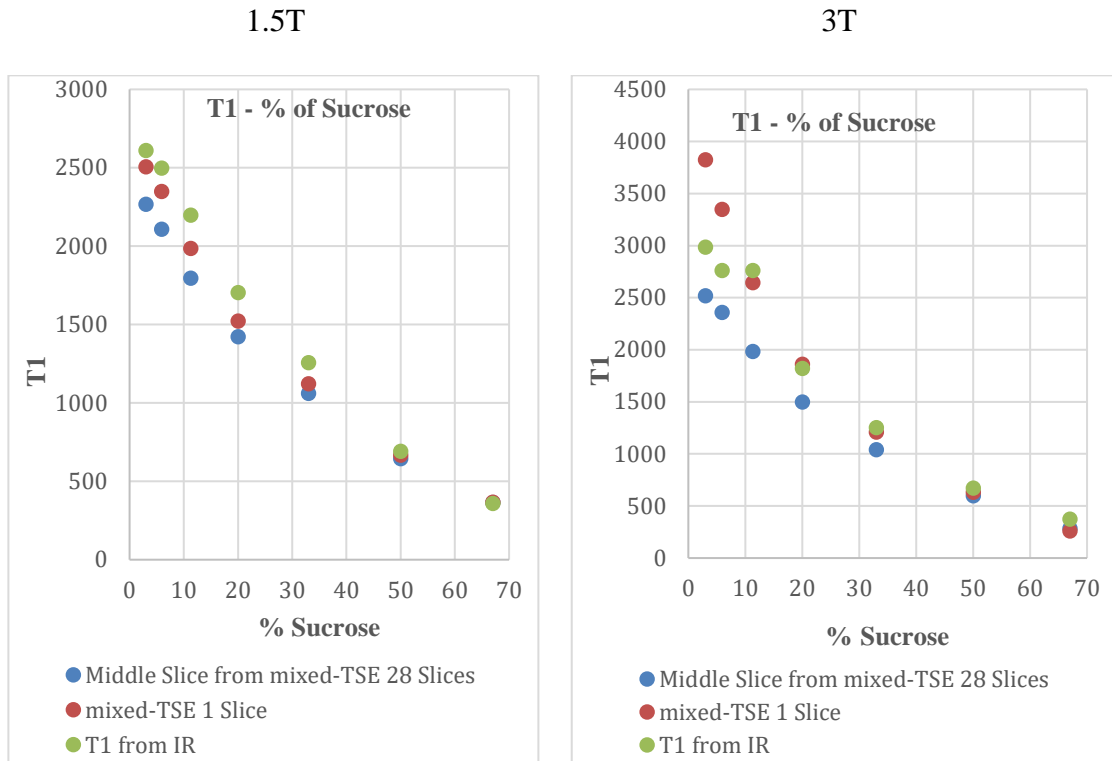 1.5T
3T
T1 - % of Sucrose
3000
2500
2000
1500
1000
500
0
0 10 20 30 40 50 60 70
T1
% Sucrose
Middle Slice from mixed-TSE 28 Slices
mixed-TSE 1 Slice
T1 from IR
T1 - % of Sucrose
4500
4000
3500
3000
2500
2000
1500
1000
500
0
0 10 20 30 40 50 60 70
T1
% Sucrose
Middle Slice from mixed-TSE 28 Slices
mixed-TSE 1 Slice
T1 from IR